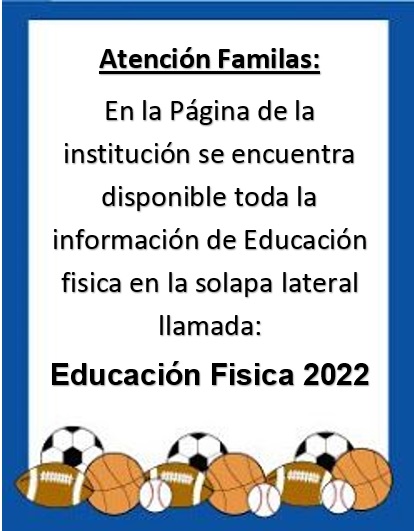 Atención Familas:
En la Página de la
institución se encuentra
disponible toda la
información de Educación
fisica en la solapa lateral
llamada:
Educación Fisica 2022